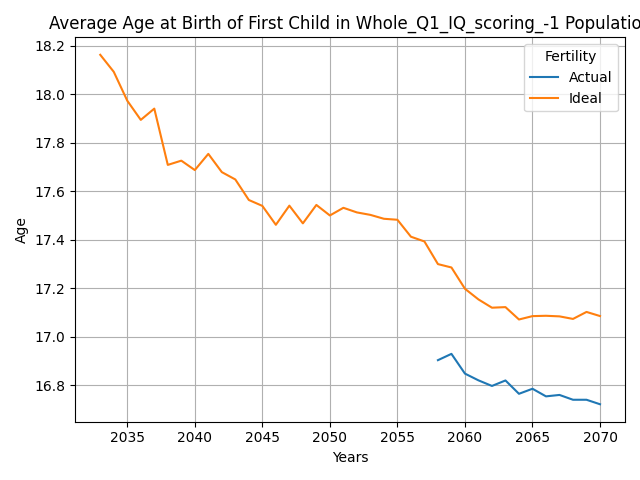 Average Age at Birth of First Child in Whole_Q1_IQ_scoring_-1 Populatio
Fertility
Actual
Ideal
18.2
18.0
17.8
17.6
17.4
17.2
17.0
16.8
Age
2035 2040 2045 2050 2055 2060 2065 2070
Years